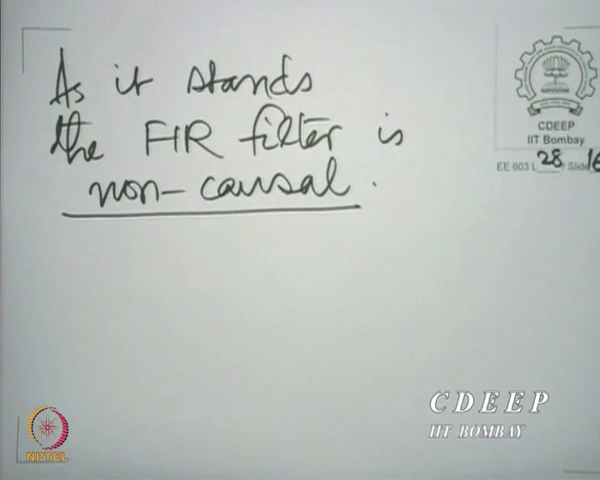 As it stands
the FIR filter is
non-causal.
CDEEP
IIT Bombay
EE 603 L 28 / Slide 16
CDEEP
IIT BOMBAY
NPTEL